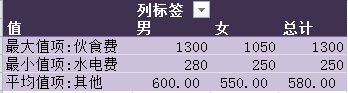 列标签
值 男 女 总计
最大值项:伙食费 1300 1050 1300
最小值项:水电费 280 250 250
平均值项:其他 600.00 550.00 580.00